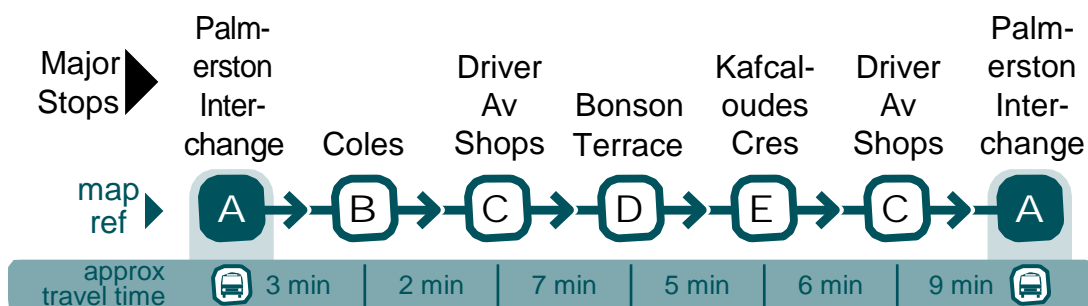 Major
Stops
Palm-
erston
Inter-
change
Coles
Driver
Av
Shops
Bonson
Terrace
Kafcal-
oudes
Cres
Driver
Av
Shops
Palm-
erston
Inter-
change
map
ref
A B C D E C A
approx
travel time
3 min 2 min 7 min 5 min 6 min 9 min